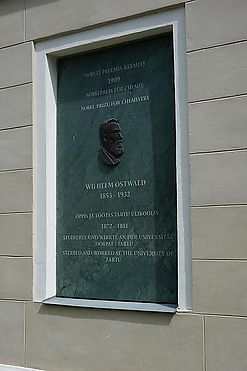 NOBELI PREEMIA KEEMIAS
1909
NOBELPREIS FÜR CHEMIE
NOBEL PRIZE FOR CHEMISTRY
WILHELM OSTWALD
1853 - 1932
ÕPPIS JA TÖÖTAS TARTU ÜLIKOOLIS
1872 - 1881
STUDIERTE UND WIRKTE AN DER UNIVERSITÄT
DORPAT/TARTU
STUDIED AND WORKED AT THE UNIVERSITY OF
TARTU